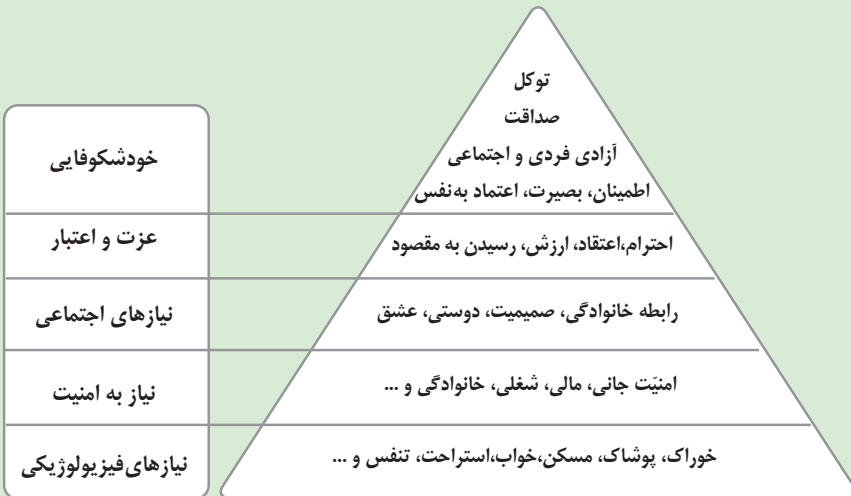 توکل
صداقت
آزادی فردی و اجتماعی
اطمینان، بصیرت، اعتماد به‌نفس
خودشکوفایی
احترام،اعتقاد، ارزش، رسیدن به مقصود
عزت و اعتبار
رابطه خانوادگی، صمیمیت، دوستی، عشق
نیازهای اجتماعی
امنیّت جانی، مالی، شغلی، خانوادگی و ...
نیاز به امنیت
خوراک، پوشاک، مسکن،خواب،استراحت، تنفس و ...
نیازهای‌فیزیولوژیکی